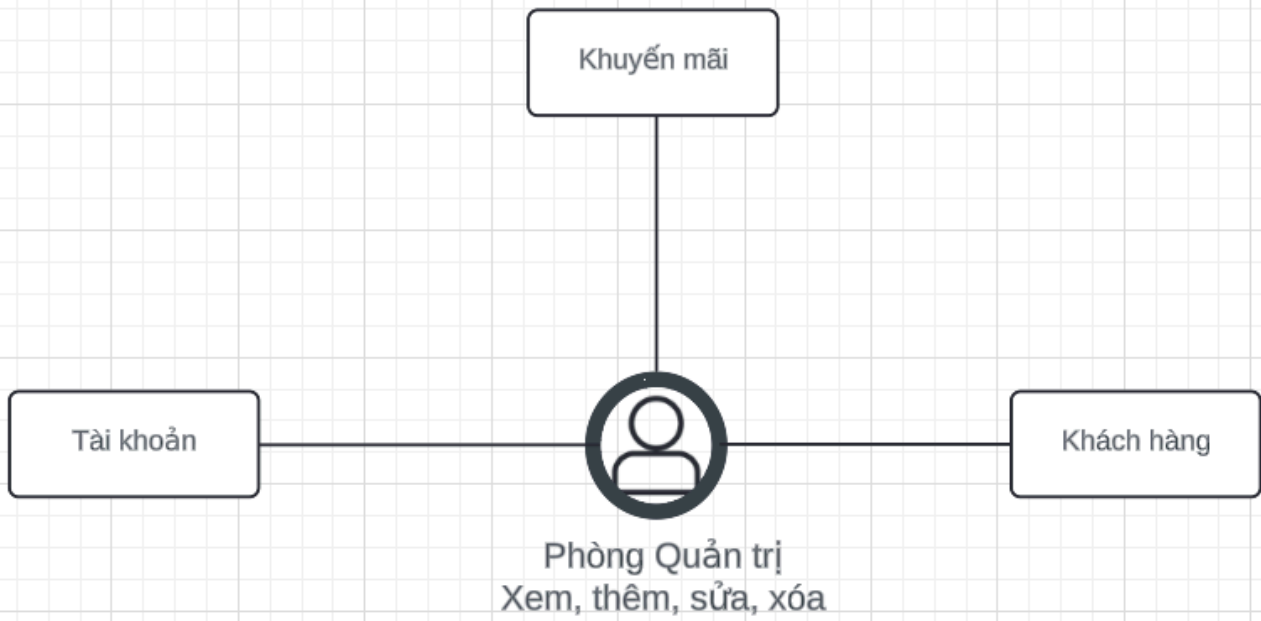 Khuyến mãi
Tài khoản
Khách hàng
Phòng Quản trị
Xem, thêm, sửa, xóa